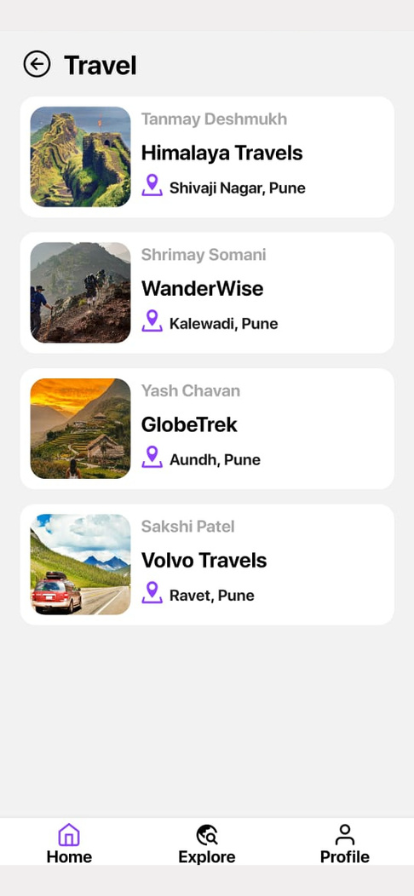 Travel
Tanmay Deshmukh
Himalaya Travels
Shivaji Nagar, Pune
Shrimay Somani
WanderWise
Kalewadi, Pune
Yash Chavan
GlobeTrek
Aundh, Pune
Sakshi Patel
Volvo Travels
Ravet, Pune
Home
Explore
Profile